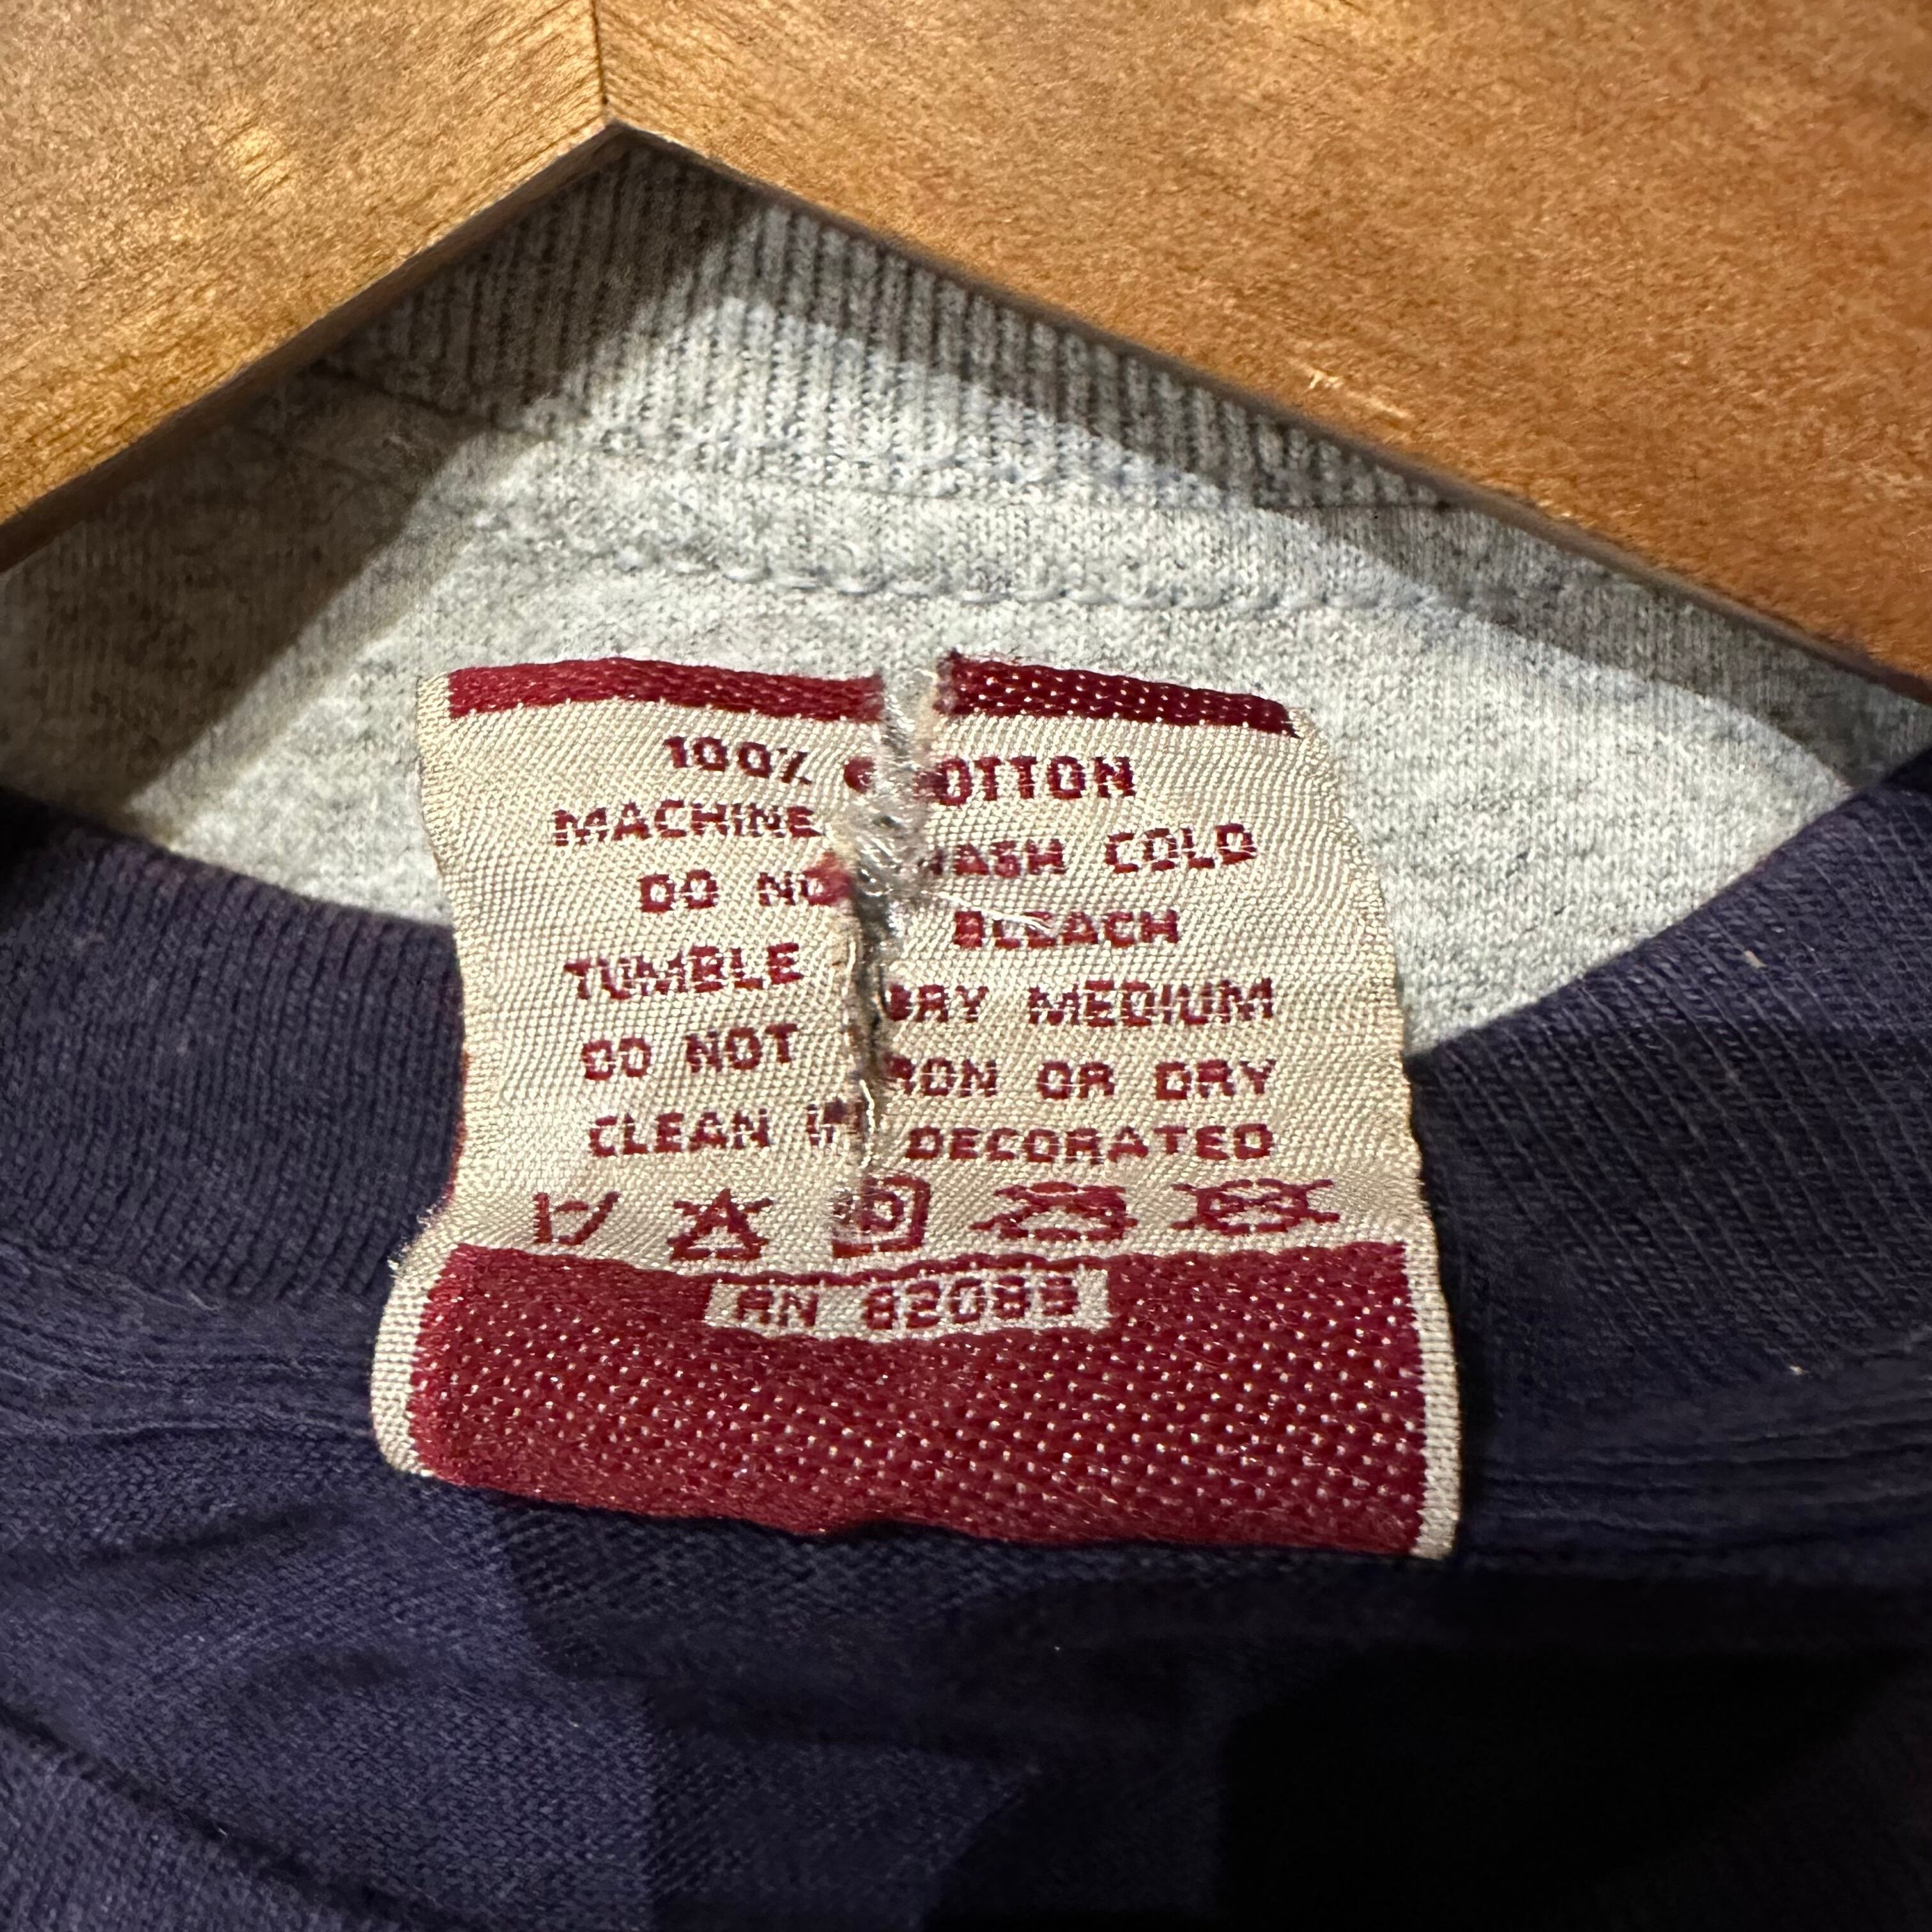 100% COTTON
MACHINE WASH COLD
DO NOT BLEACH
TUMBLE DRY MEDIUM
DO NOT IRON OR DRY
CLEAN IF DECORATED
RN 82083